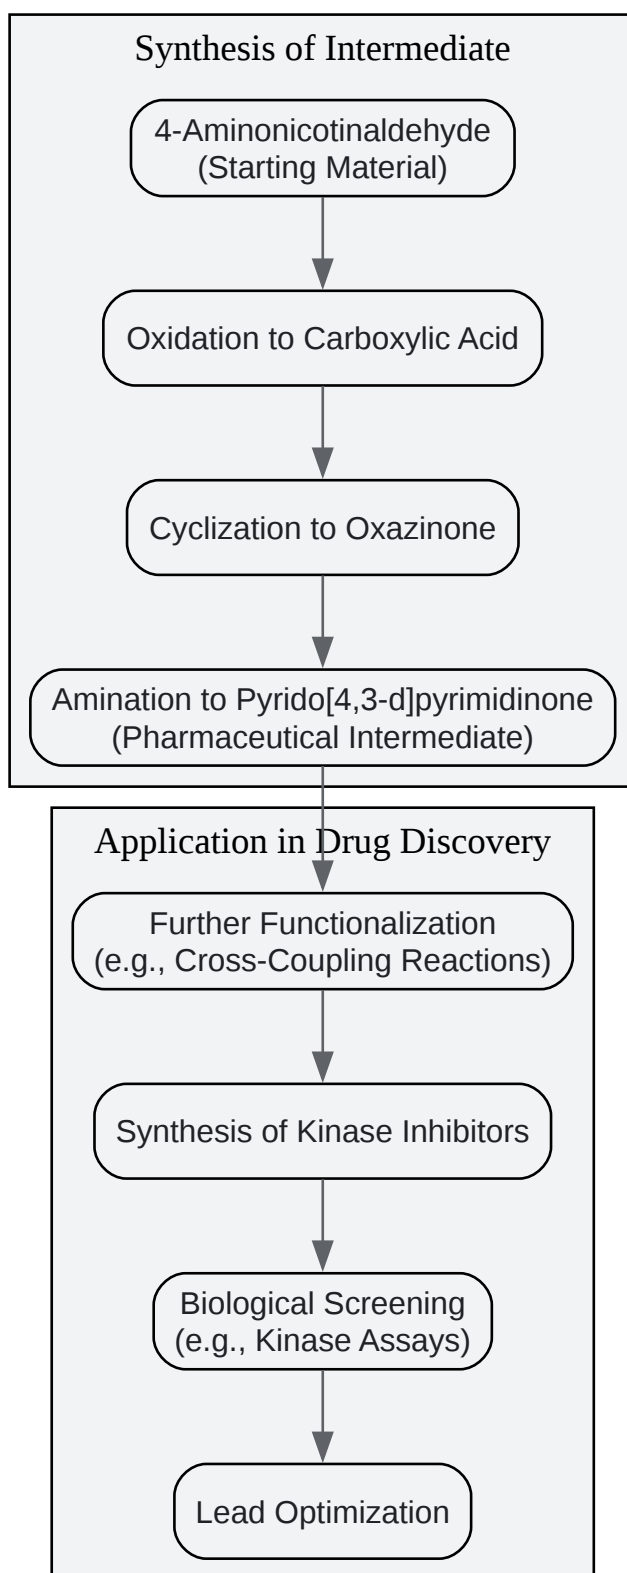 Synthesis of Intermediate
4-Aminonicotinaldehyde
(Starting Material)
Oxidation to Carboxylic Acid
Cyclization to Oxazinone
Amination to Pyrido[4,3-d]pyrimidinone
(Pharmaceutical Intermediate)
Application in Drug Discovery
Further Functionalization
(e.g., Cross-Coupling Reactions)
Synthesis of Kinase Inhibitors
Biological Screening
(e.g., Kinase Assays)
Lead Optimization